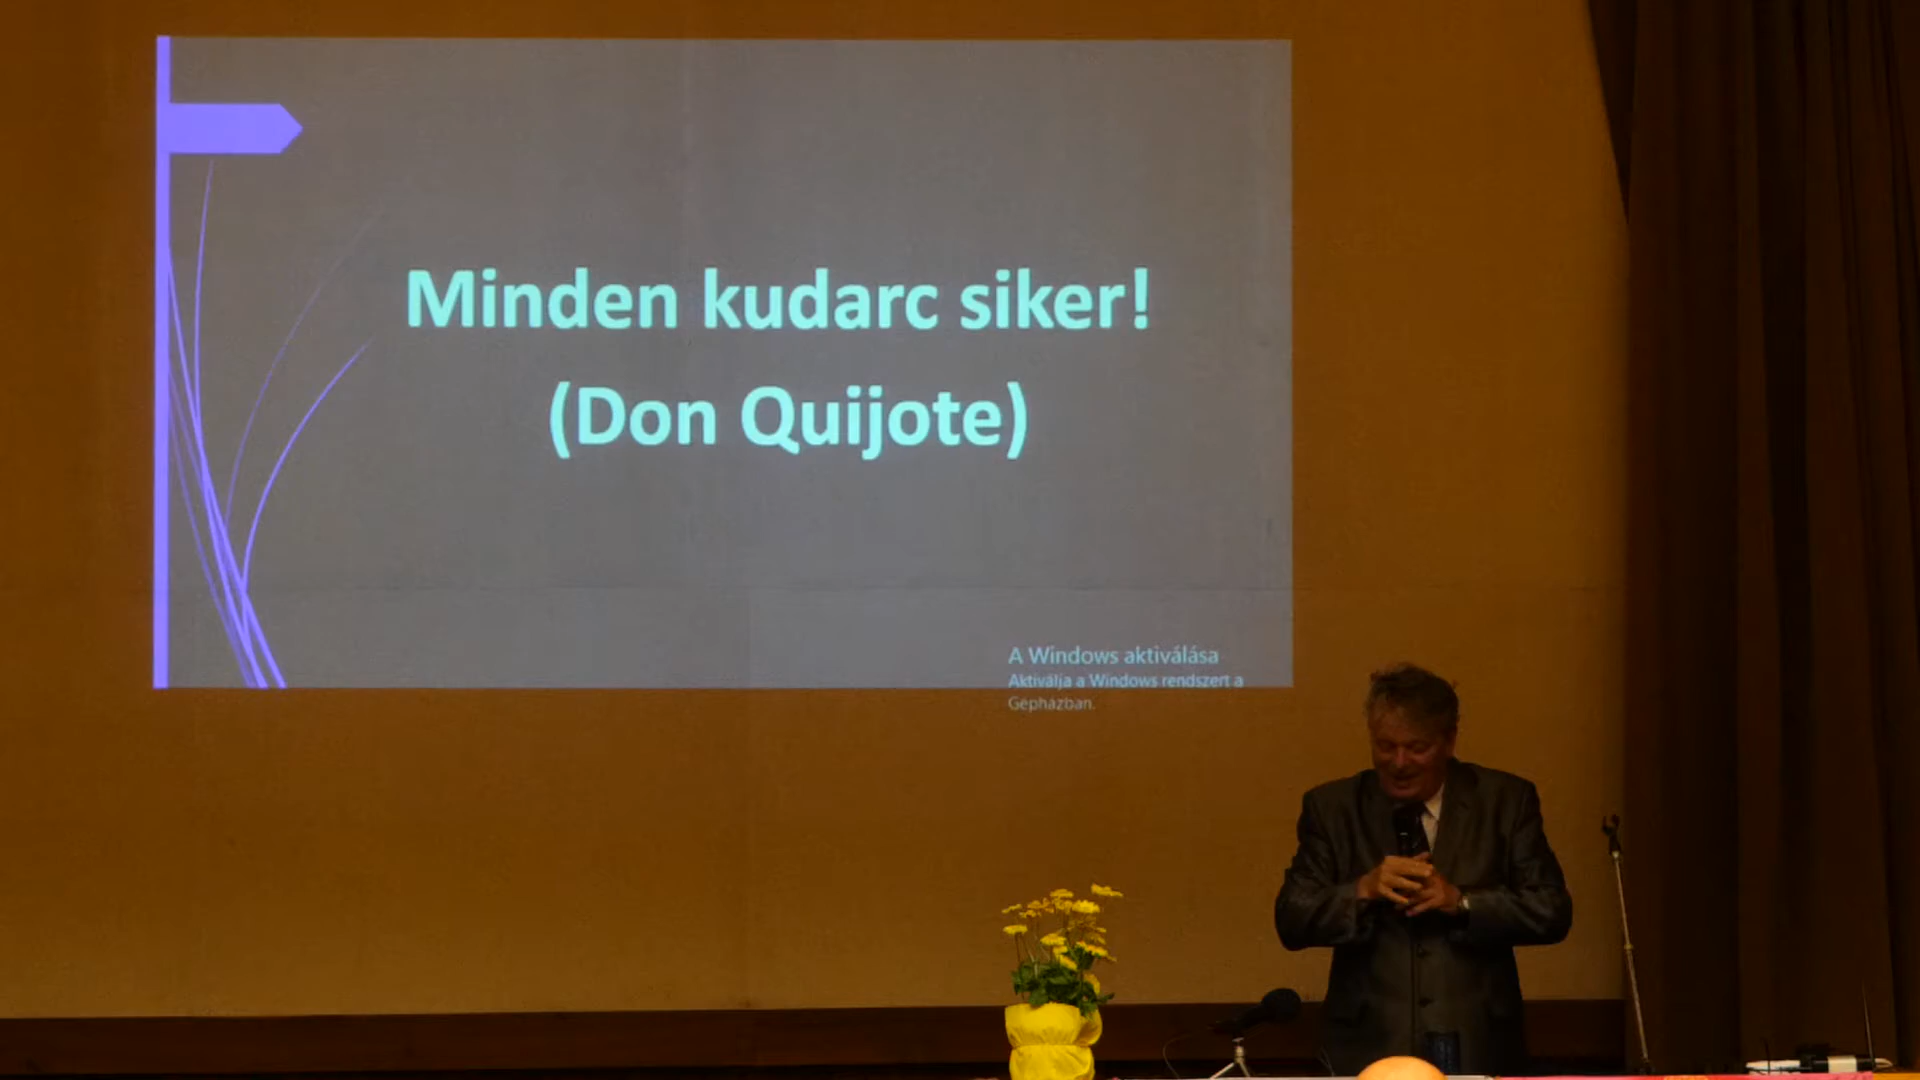 Minden kudarc siker!
(Don Quijote)
A Windows aktiválása
Aktiválja a Windows rendszert a
Gépházban.